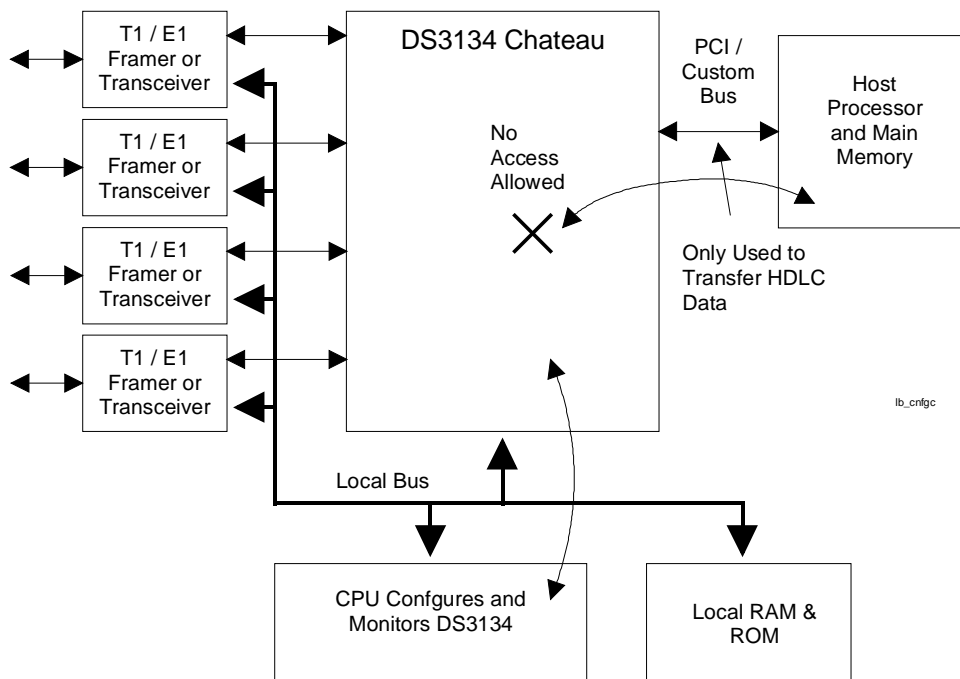 T1 / E1
Framer or
Transceiver
T1 / E1
Framer or
Transceiver
T1 / E1
Framer or
Transceiver
T1 / E1
Framer or
Transceiver
DS3134 Chateau
No
Access
Allowed
PCI /
Custom
Bus
Host
Processor
and Main
Memory
Only Used to
Transfer HDLC
Data
lb_cnfgc
Local Bus
CPU Confgures and
Monitors DS3134
Local RAM &
ROM